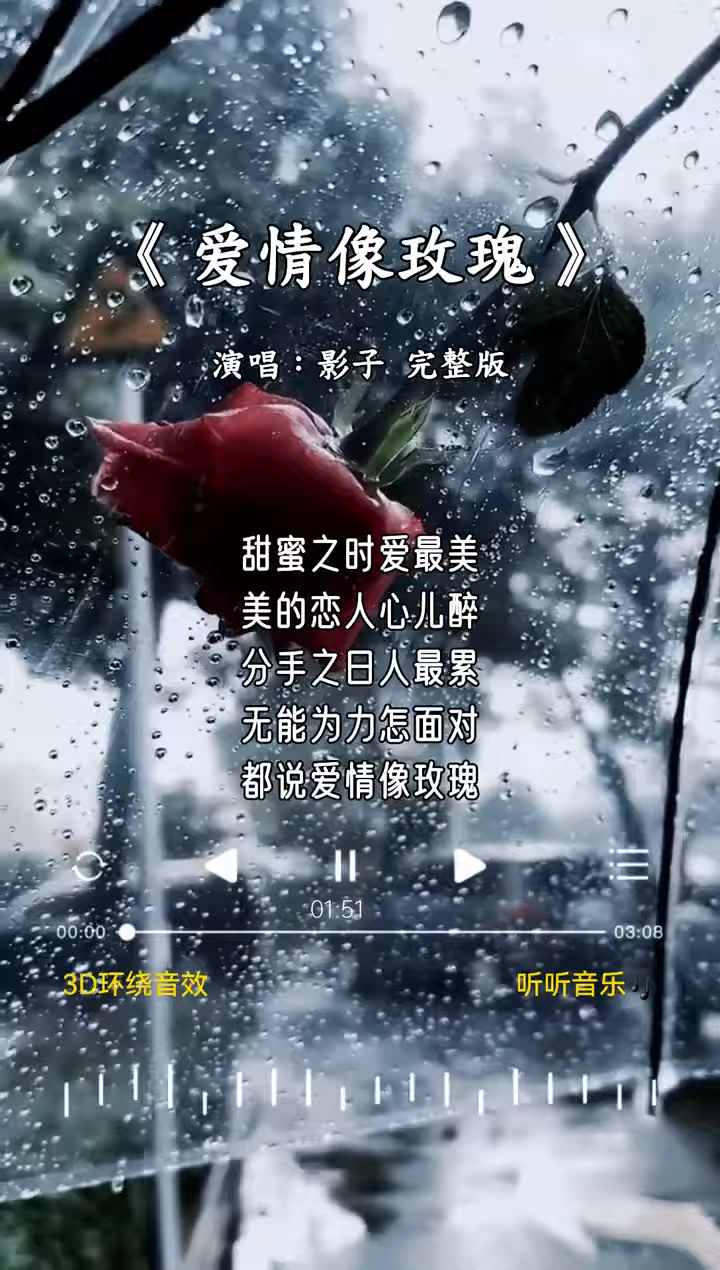 《爱情像玫瑰》
演唱：影子 完整版
甜蜜之时爱最美
美的恋人心儿醉
分手之日人最累
无能为力怎面对
都说爱情像玫瑰
01:51
00:00 03:08
3D环绕音效 听听音乐